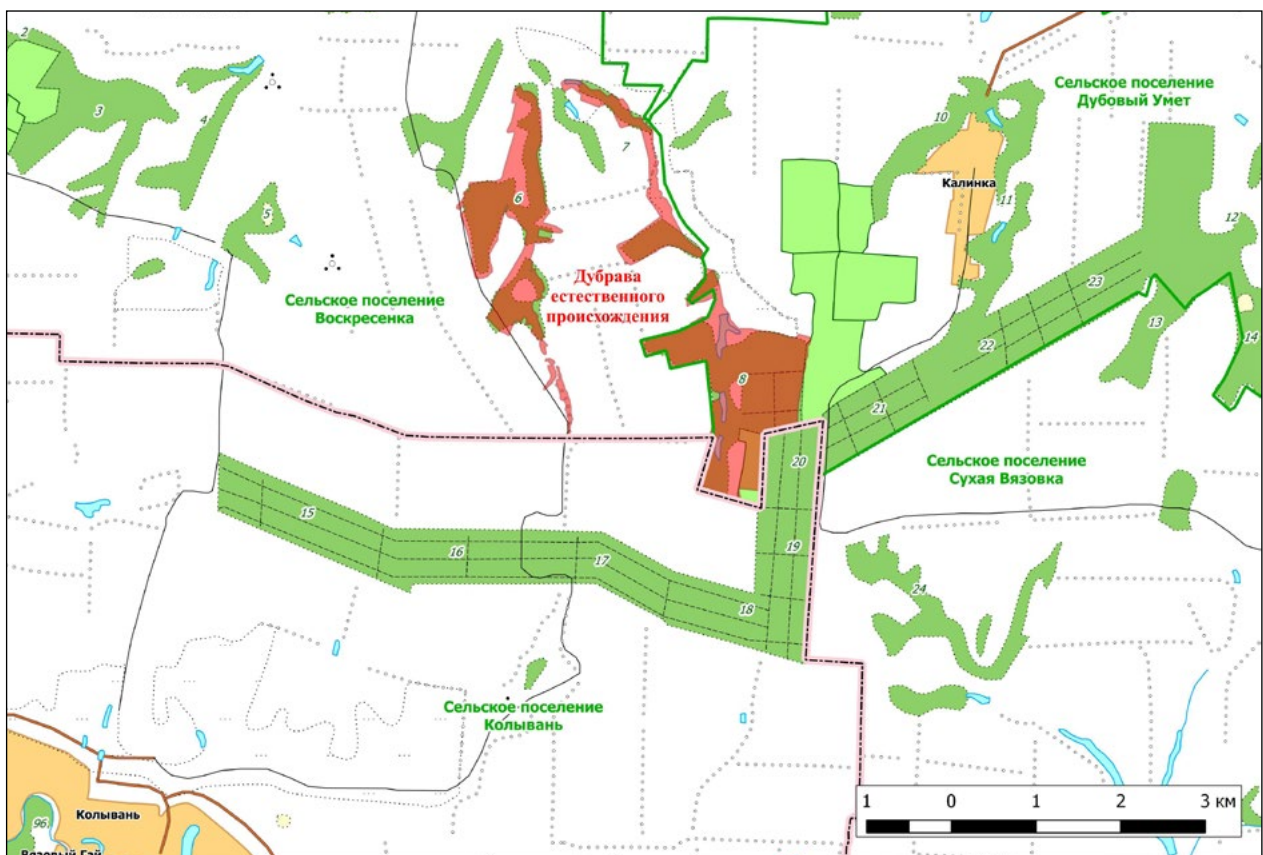 2
3
4
5
6
7
8
10
11
12
13
14
15
16
17
18
19
20
21
22
23
24
96
Сельское поселение
Дубовый Умет
Калинка
Дубрава
естественного
происхождения
Сельское поселение
Воскресенка
Сельское поселение
Сухая Вязовка
Сельское поселение
Колывань
Колывань
Вязовый Гай
1 0 1 2 3 км